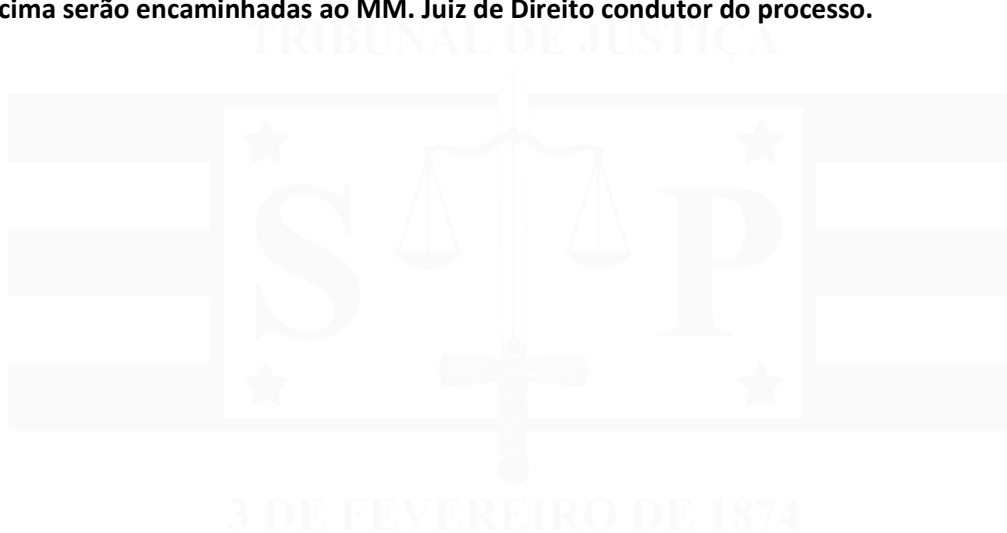 cima serão encaminhadas ao MM. Juiz de Direito condutor do processo.
TRIBUNAL DE JUSTIÇA
S P
3 DE FEVEREIRO DE 1874